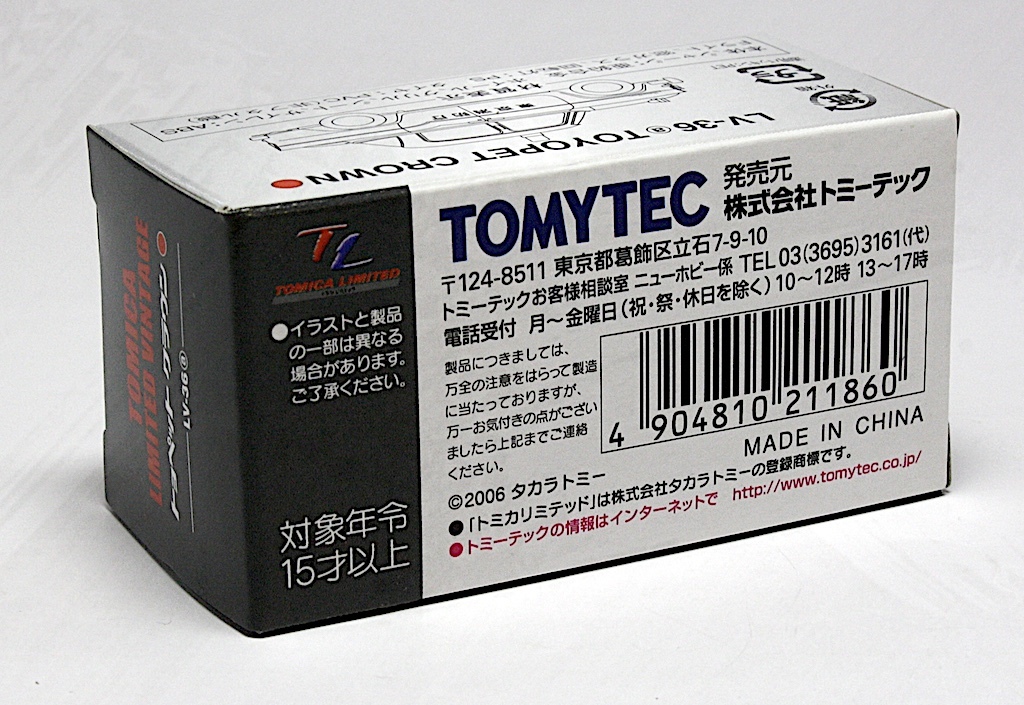 LV-36ⓐ TOYOPET CROWN
東京消防庁
TOMICA
LIMITED VINTAGE
LV-36ⓐ
TL
TOMICA LIMITED
●イラストと製品
の一部は異なる
場合があります。
ご了承ください。
対象年令
15才以上
TOMYTEC
発売元
株式会社トミーテック
〒124-8511 東京都葛飾区立石7-9-10
トミーテックお客様相談室 ニューホビー係 TEL 03(3695)3161(代)
電話受付 月〜金曜日(祝・祭・休日を除く)10〜12時 13〜17時
製品につきましては、
万全の注意をはらって製造
に当たっておりますが、
万一お気付きの点がござい
ましたら上記までご連絡
ください。
4 904810 211860
MADE IN CHINA
©2006 タカラトミー
●「トミカリミテッド」は株式会社タカラトミーの登録商標です。
●トミーテックの情報はインターネットで http://www.tomytec.co.jp/